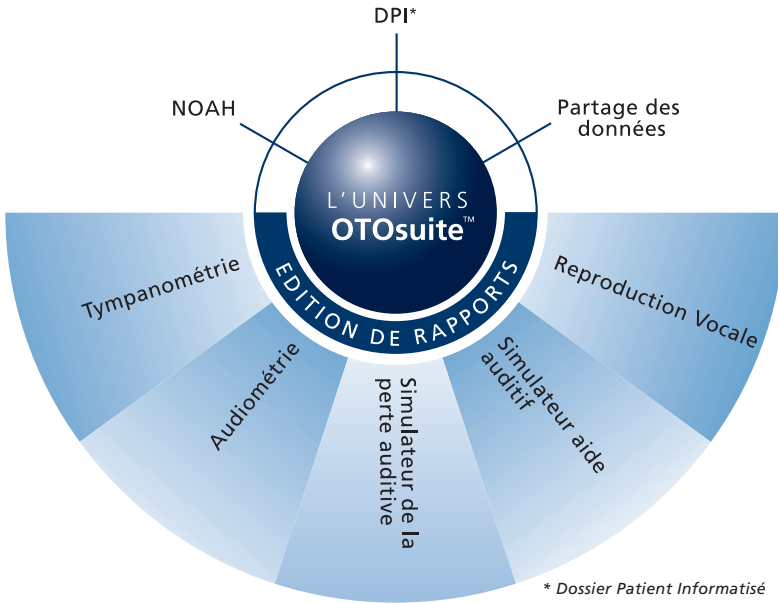 DPI*
NOAH
Partage des
données
L'UNIVERS
OTOsuite™
EDITION DE RAPPORTS
Tympanométrie
Audiométrie
Simulateur de la
perte auditive
Simulateur aide
auditif
Reproduction Vocale
* Dossier Patient Informatisé